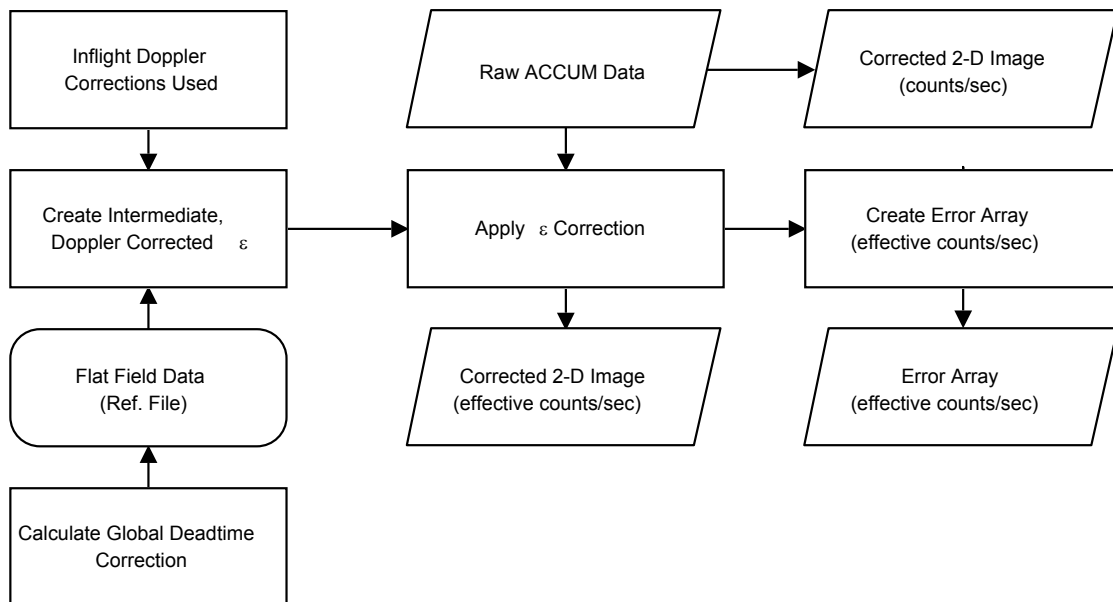 Inflight Doppler
Corrections Used
Raw ACCUM Data
Corrected 2-D Image
(counts/sec)
Create Intermediate,
Doppler Corrected ε
Apply ε Correction
Create Error Array
(effective counts/sec)
Flat Field Data
(Ref. File)
Corrected 2-D Image
(effective counts/sec)
Error Array
(effective counts/sec)
Calculate Global Deadtime
Correction